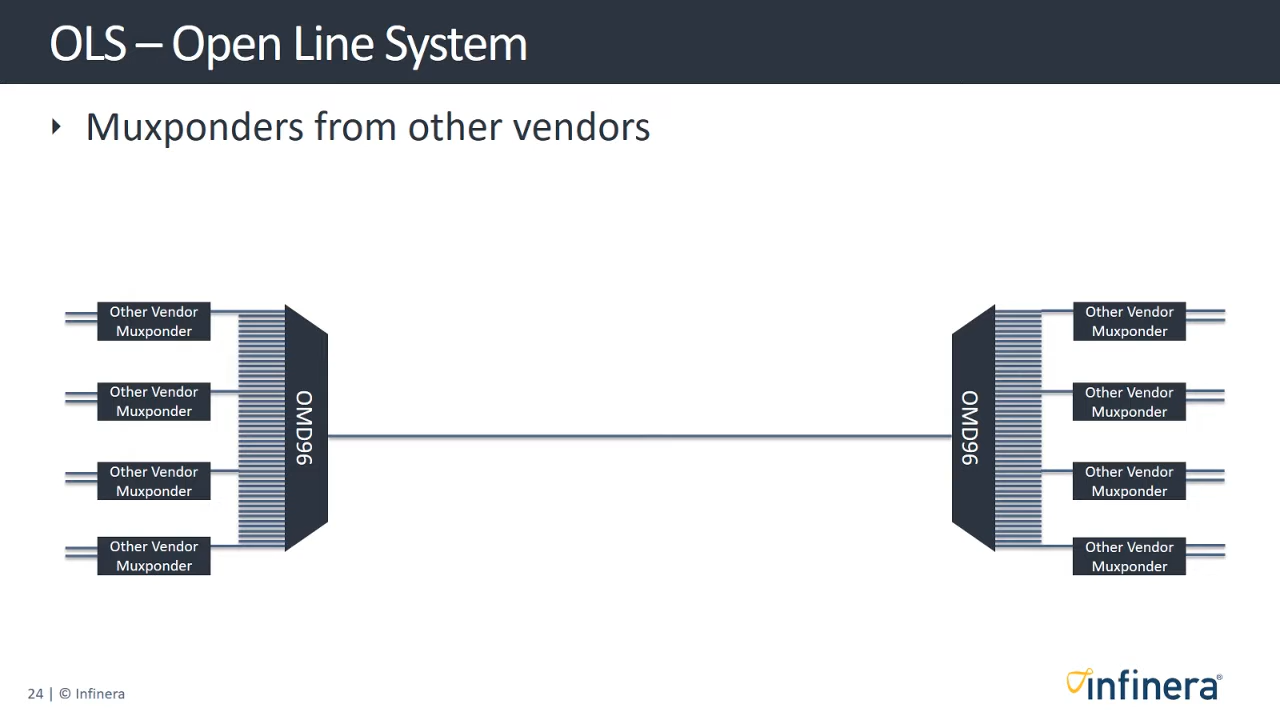 OLS – Open Line System
‣ Muxponders from other vendors
Other Vendor
Muxponder
Other Vendor
Muxponder
Other Vendor
Muxponder
Other Vendor
Muxponder
OMD96
OMD96
Other Vendor
Muxponder
Other Vendor
Muxponder
Other Vendor
Muxponder
Other Vendor
Muxponder
24 | © Infinera
infinera®